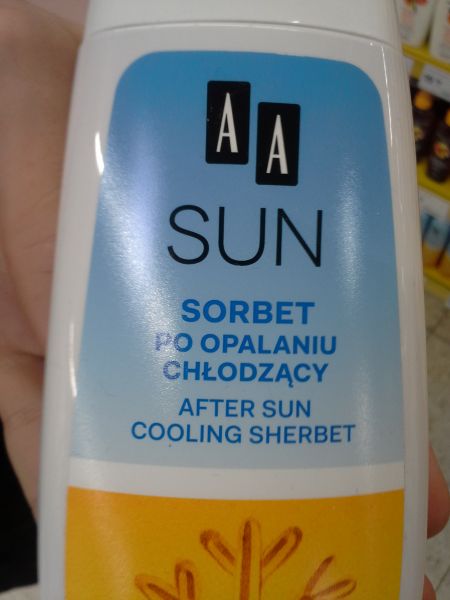 AA
SUN
SORBET
PO OPALANIU
CHŁODZĄCY
AFTER SUN
COOLING SHERBET